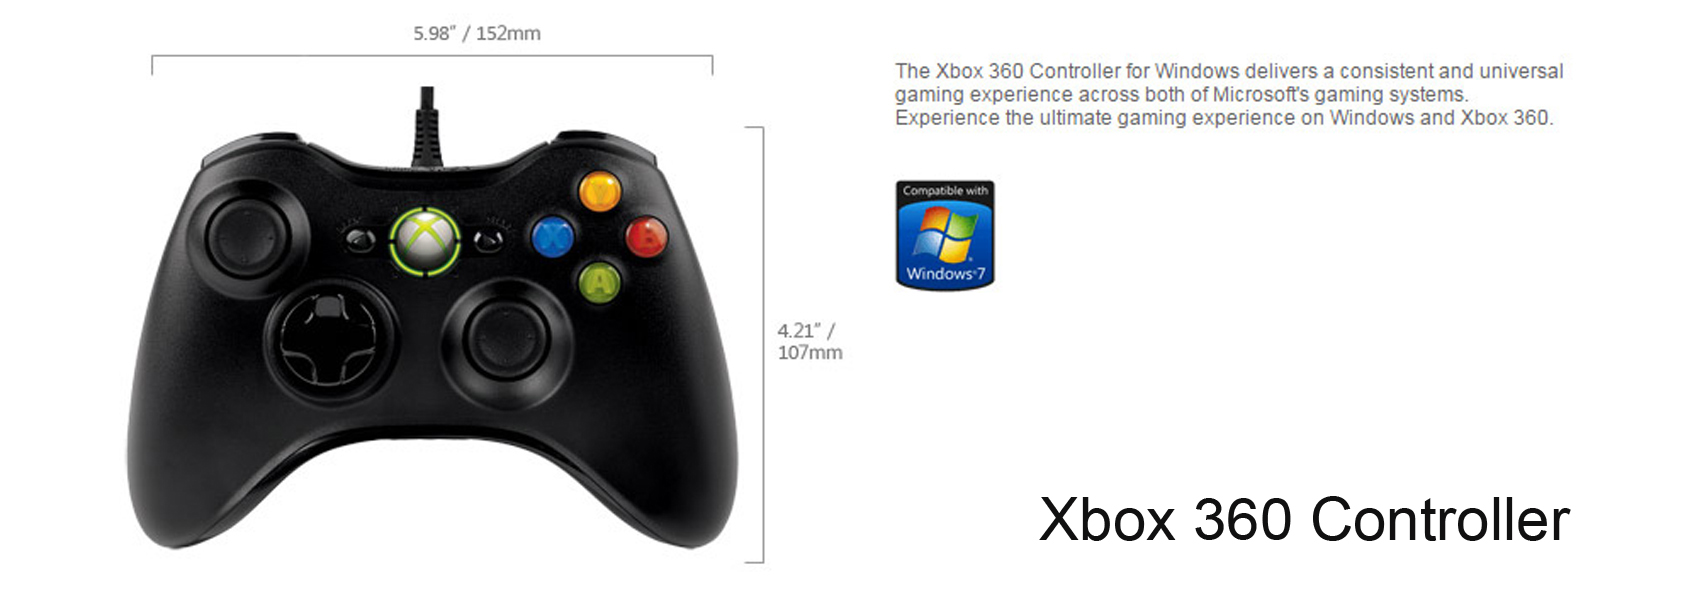 5.98" / 152mm
The Xbox 360 Controller for Windows delivers a consistent and universal
gaming experience across both of Microsoft's gaming systems.
Experience the ultimate gaming experience on Windows and Xbox 360.
Compatible with
Windows®7
Y
X
B
A
4.21" /
107mm
Xbox 360 Controller